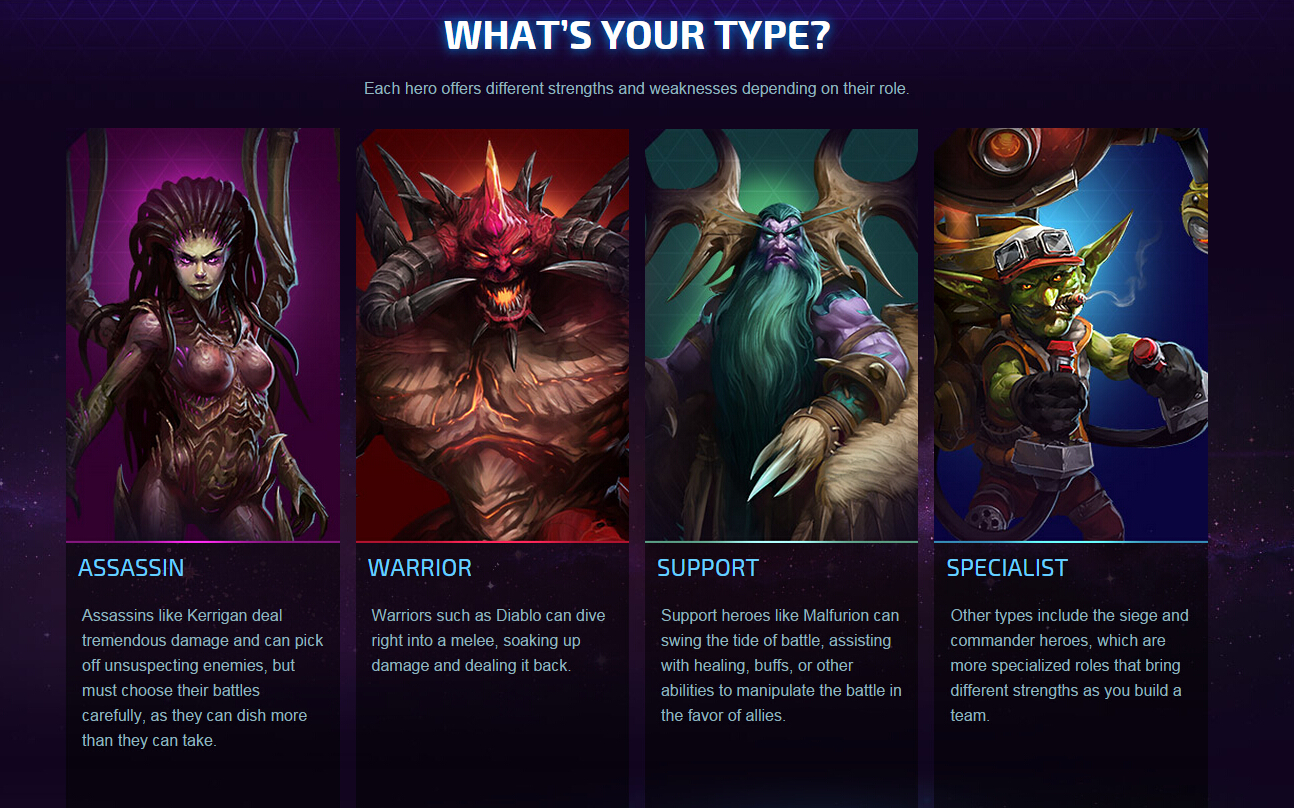 WHAT'S YOUR TYPE?
Each hero offers different strengths and weaknesses depending on their role.
ASSASSIN
Assassins like Kerrigan deal
tremendous damage and can pick
off unsuspecting enemies, but
must choose their battles
carefully, as they can dish more
than they can take.
WARRIOR
Warriors such as Diablo can dive
right into a melee, soaking up
damage and dealing it back.
SUPPORT
Support heroes like Malfurion can
swing the tide of battle, assisting
with healing, buffs, or other
abilities to manipulate the battle in
the favor of allies.
SPECIALIST
Other types include the siege and
commander heroes, which are
more specialized roles that bring
different strengths as you build a
team.